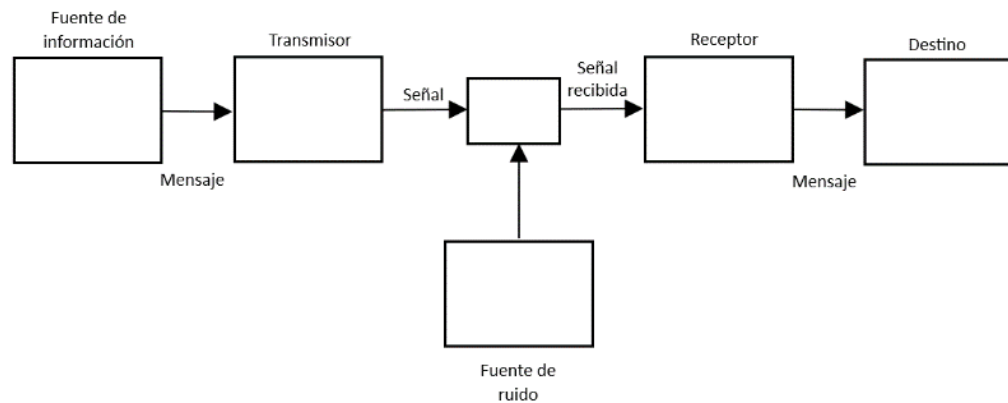 Fuente de
información
Transmisor
Receptor
Destino
Señal
Señal
recibida
Mensaje
Mensaje
Fuente de
ruido